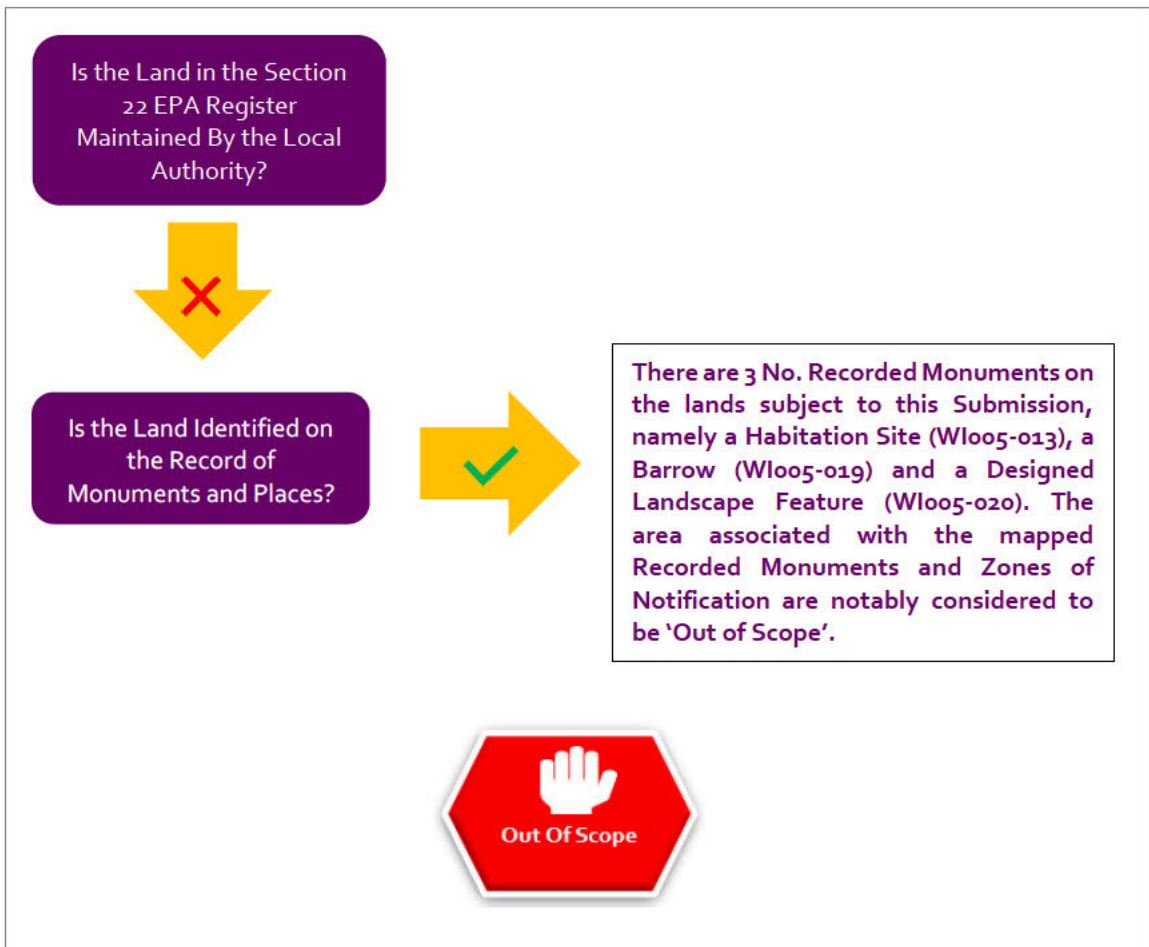 Is the Land in the Section
22 EPA Register
Maintained By the Local
Authority?
Is the Land Identified on
the Record of
Monuments and Places?
There are 3 No. Recorded Monuments on
the lands subject to this Submission,
namely a Habitation Site (WI005-013), a
Barrow (WI005-019) and a Designed
Landscape Feature (WI005-020). The
area associated with the mapped
Recorded Monuments and Zones of
Notification are notably considered to
be ‘Out of Scope’.
Out Of Scope